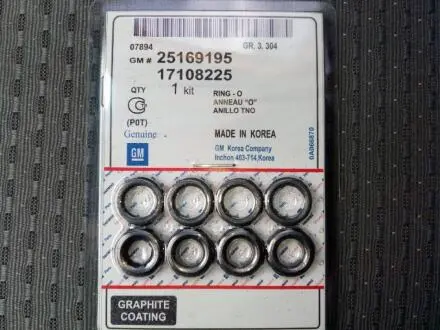 07894
GR. 3. 304
GM # 25169195
17108225
QTY
1 kit
RING - O
ANNEAU "O"
ANILLO TNO
(P0T)
Genuine
MADE IN KOREA
GM
GM Korea Company
Inchon 403-714,Korea
0A966870
GRAPHITE
COATING